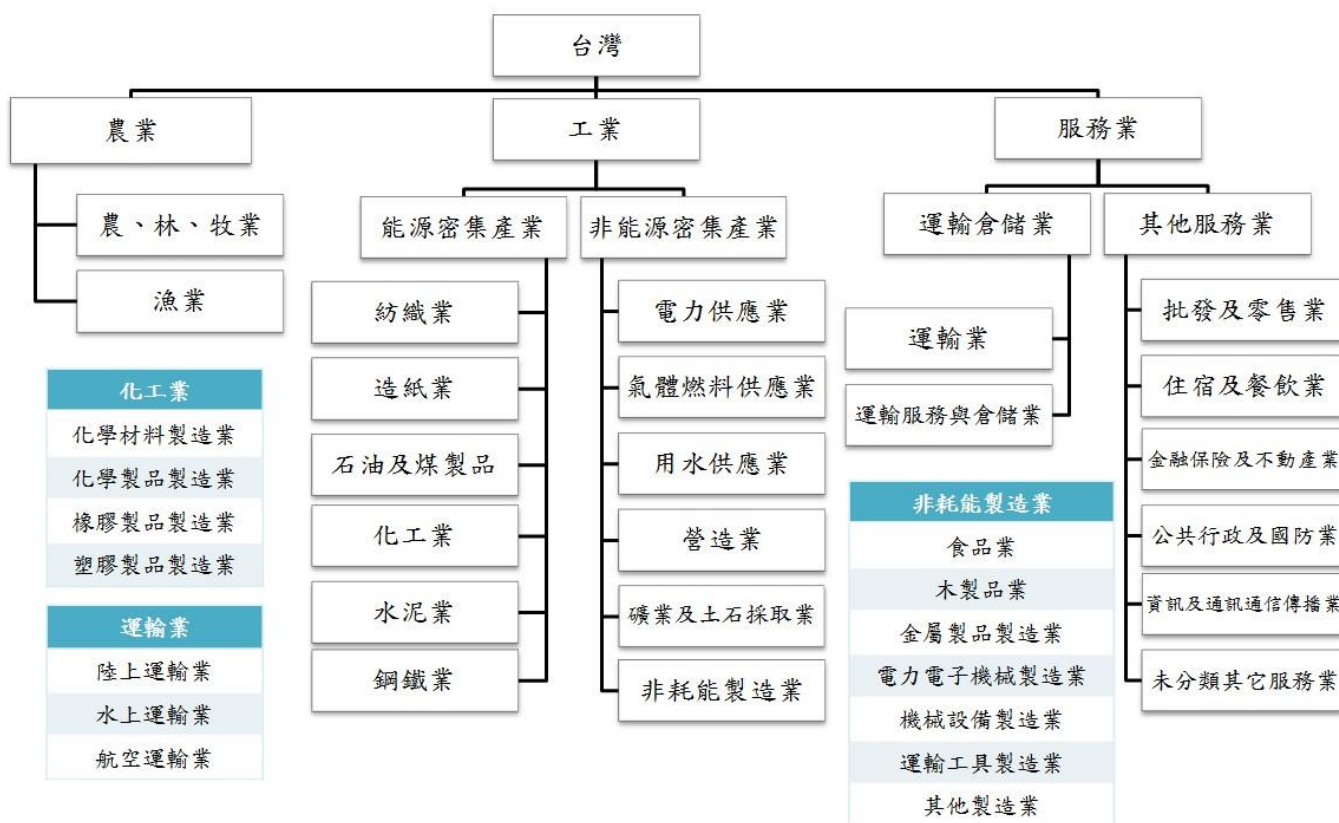 台灣
農業
工業
服務業
農、林、牧業
漁業
能源密集產業
非能源密集產業
運輸倉儲業
其他服務業
紡織業
造紙業
石油及煤製品
化工業
水泥業
鋼鐵業
電力供應業
氣體燃料供應業
用水供應業
營造業
礦業及土石採取業
非耗能製造業
運輸業
運輸服務與倉儲業
批發及零售業
住宿及餐飲業
金融保險及不動產業
公共行政及國防業
資訊及通訊通信傳播業
未分類其它服務業
化工業
化學材料製造業
化學製品製造業
橡膠製品製造業
塑膠製品製造業
運輸業
陸上運輸業
水上運輸業
航空運輸業
非耗能製造業
食品業
木製品業
金屬製品製造業
電力電子機械製造業
機械設備製造業
運輸工具製造業
其他製造業